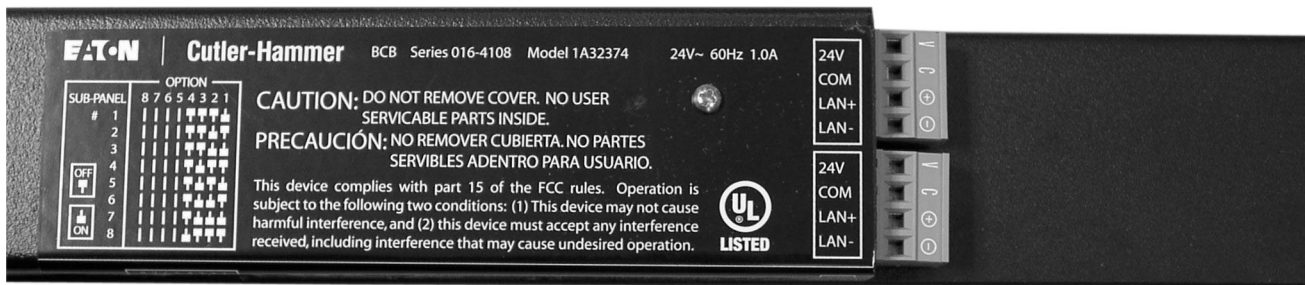 EATON Cutler-Hammer BCB Series 016-4108 Model 1A32374 24V~ 60Hz 1.0A
OPTION
SUB-PANEL 8 7 6 5 4 3 2 1
# 1
2
3
4
5
6
7
8
OFF
ON
CAUTION: DO NOT REMOVE COVER. NO USER
SERVICABLE PARTS INSIDE.
PRECAUCIÓN: NO REMOVER CUBIERTA. NO PARTES
SERVIBLES ADENTRO PARA USUARIO.
This device complies with part 15 of the FCC rules. Operation is
subject to the following two conditions: (1) This device may not cause
harmful interference, and (2) this device must accept any interference
received, including interference that may cause undesired operation.
UL
®
LISTED
24V
COM
LAN+
LAN-
24V
COM
LAN+
LAN-
V
C
+
-
V
C
+
-